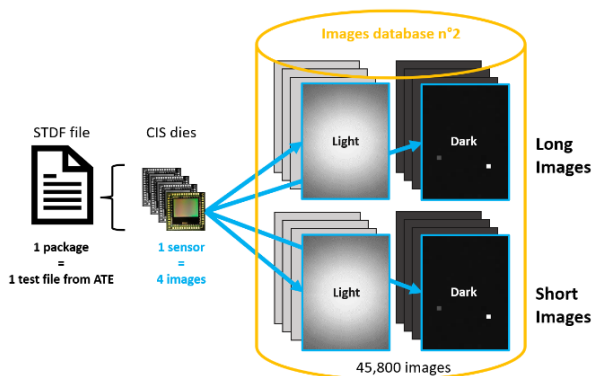 Images database n°2
STDF file
CIS dies
Light
Dark
Long
Images
1 package
=
1 test file from ATE
1 sensor
=
4 images
Light
Dark
Short
Images
45,800 images